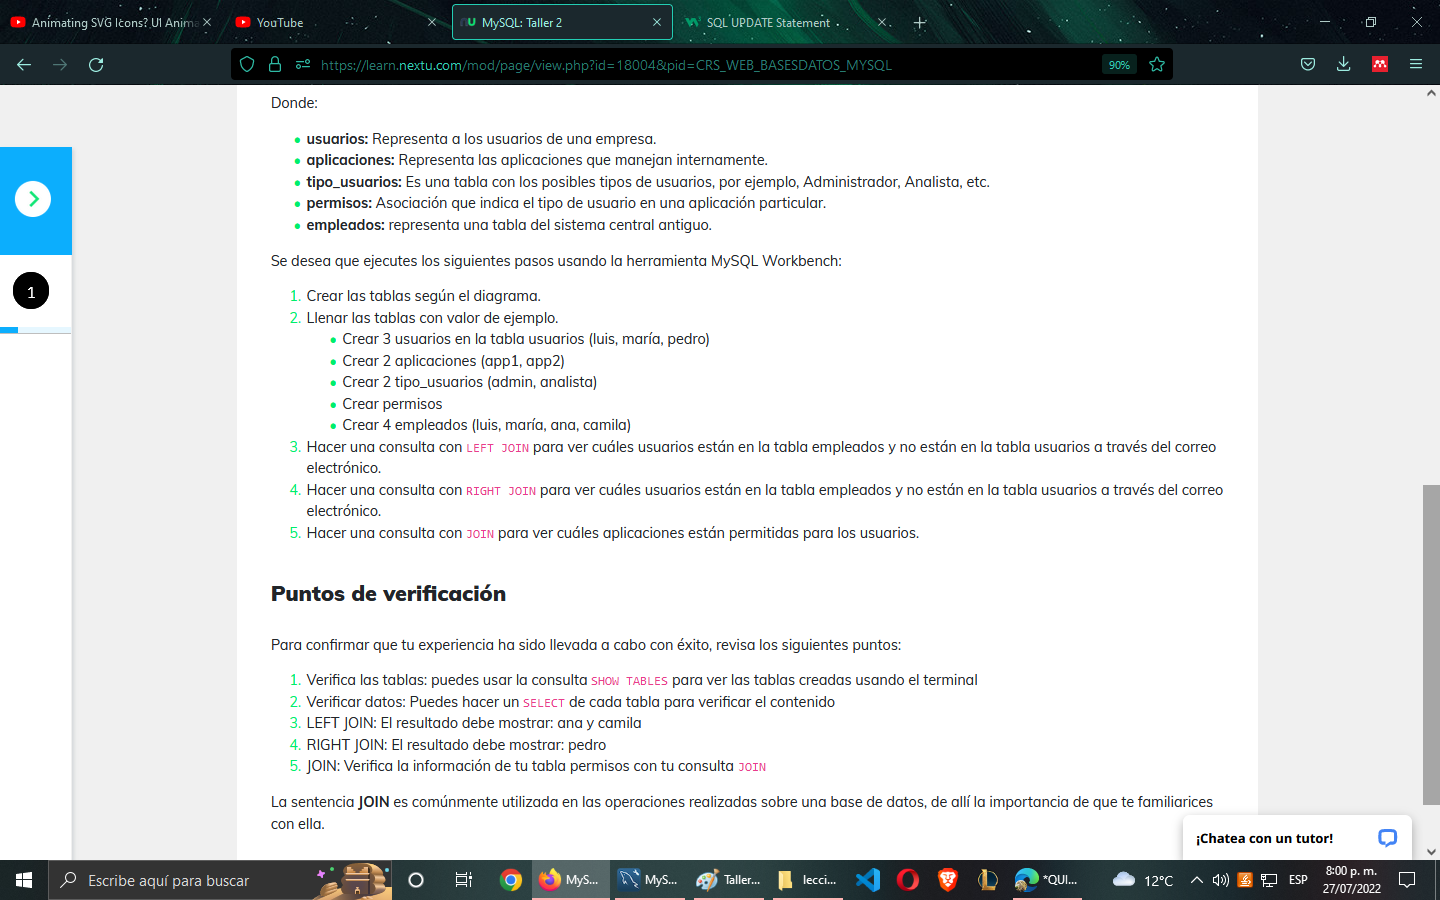 Animating SVG Icons? UI Anima
YouTube
MySQL: Taller 2
SQL UPDATE Statement
https://learn.nextu.com/mod/page/view.php?id=18004&pid=CRS_WEB_BASESDATOS_MYSQL
90%
Donde:
usuarios: Representa a los usuarios de una empresa.
aplicaciones: Representa las aplicaciones que manejan internamente.
tipo_usuarios: Es una tabla con los posibles tipos de usuarios, por ejemplo, Administrador, Analista, etc.
permisos: Asociación que indica el tipo de usuario en una aplicación particular.
empleados: representa una tabla del sistema central antiguo.
1
Se desea que ejecutes los siguientes pasos usando la herramienta MySQL Workbench:
1. Crear las tablas según el diagrama.
2. Llenar las tablas con valor de ejemplo.
Crear 3 usuarios en la tabla usuarios (luis, maría, pedro)
Crear 2 aplicaciones (app1, app2)
Crear 2 tipo_usuarios (admin, analista)
Crear permisos
Crear 4 empleados (luis, maría, ana, camila)
3. Hacer una consulta con LEFT JOIN para ver cuáles usuarios están en la tabla empleados y no están en la tabla usuarios a través del correo
electrónico.
4. Hacer una consulta con RIGHT JOIN para ver cuáles usuarios están en la tabla empleados y no están en la tabla usuarios a través del correo
electrónico.
5. Hacer una consulta con JOIN para ver cuáles aplicaciones están permitidas para los usuarios.
Puntos de verificación
Para confirmar que tu experiencia ha sido llevada a cabo con éxito, revisa los siguientes puntos:
1. Verifica las tablas: puedes usar la consulta SHOW TABLES para ver las tablas creadas usando el terminal
2. Verificar datos: Puedes hacer un SELECT de cada tabla para verificar el contenido
3. LEFT JOIN: El resultado debe mostrar: ana y camila
4. RIGHT JOIN: El resultado debe mostrar: pedro
5. JOIN: Verifica la información de tu tabla permisos con tu consulta JOIN
La sentencia JOIN es comúnmente utilizada en las operaciones realizadas sobre una base de datos, de allí la importancia de que te familiarices
con ella.
¡Chatea con un tutor!
Escribe aquí para buscar
MyS...
MyS...
Taller...
lecci...
*QUI...
12°C
ESP
8:00 p. m.
27/07/2022